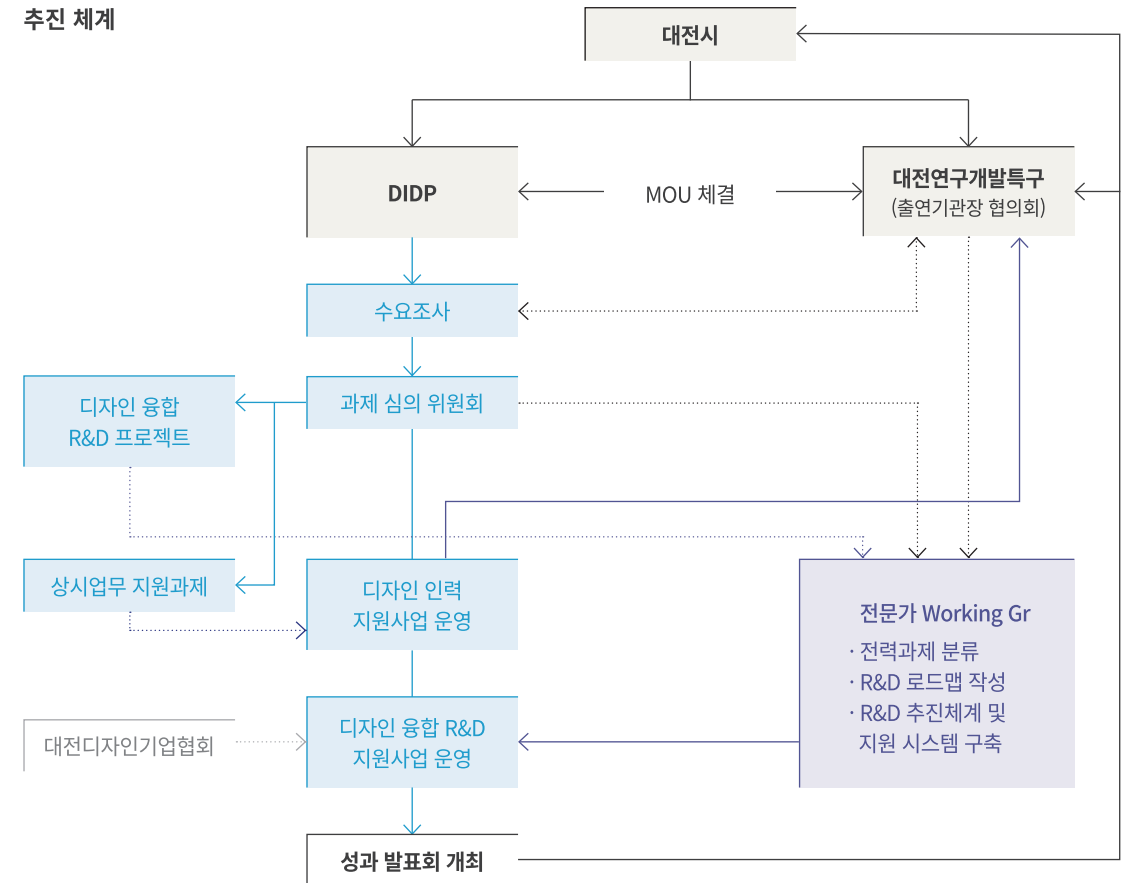 추진 체계
대전시
DIDP
MOU 체결
대전연구개발특구
(출연기관장 협의회)
수요조사
과제 심의 위원회
디자인 융합
R&D 프로젝트
상시업무 지원과제
디자인 인력
지원사업 운영
전문가 Working Gr
· 전력과제 분류
· R&D 로드맵 작성
· R&D 추진체계 및
지원 시스템 구축
디자인 융합 R&D
지원사업 운영
대전디자인기업협회
성과 발표회 개최